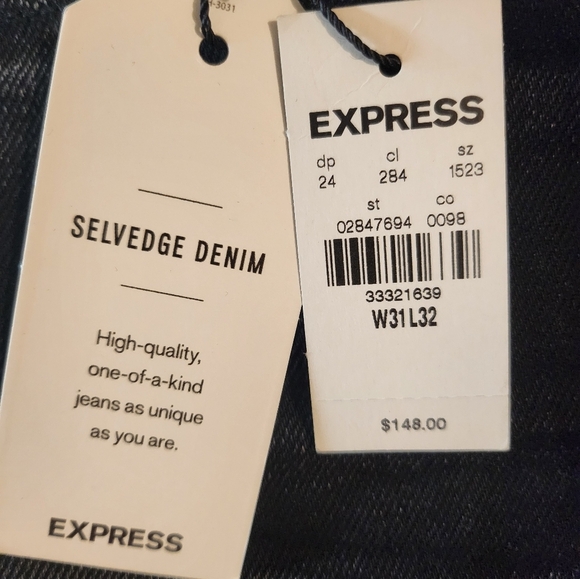 SELVEDGE DENIM
High-quality,
one-of-a-kind
jeans as unique
as you are.
EXPRESS
EXPRESS
dp cl sz
24 284 1523
st co
02847694 0098
33321639
W31 L32
$148.00